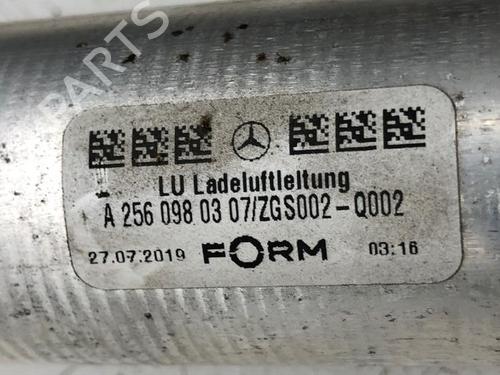 LU Ladeluftleitung
A 256 098 03 07/ZGS002-Q002
27.07.2019 FORM 03:16
B-PARTS